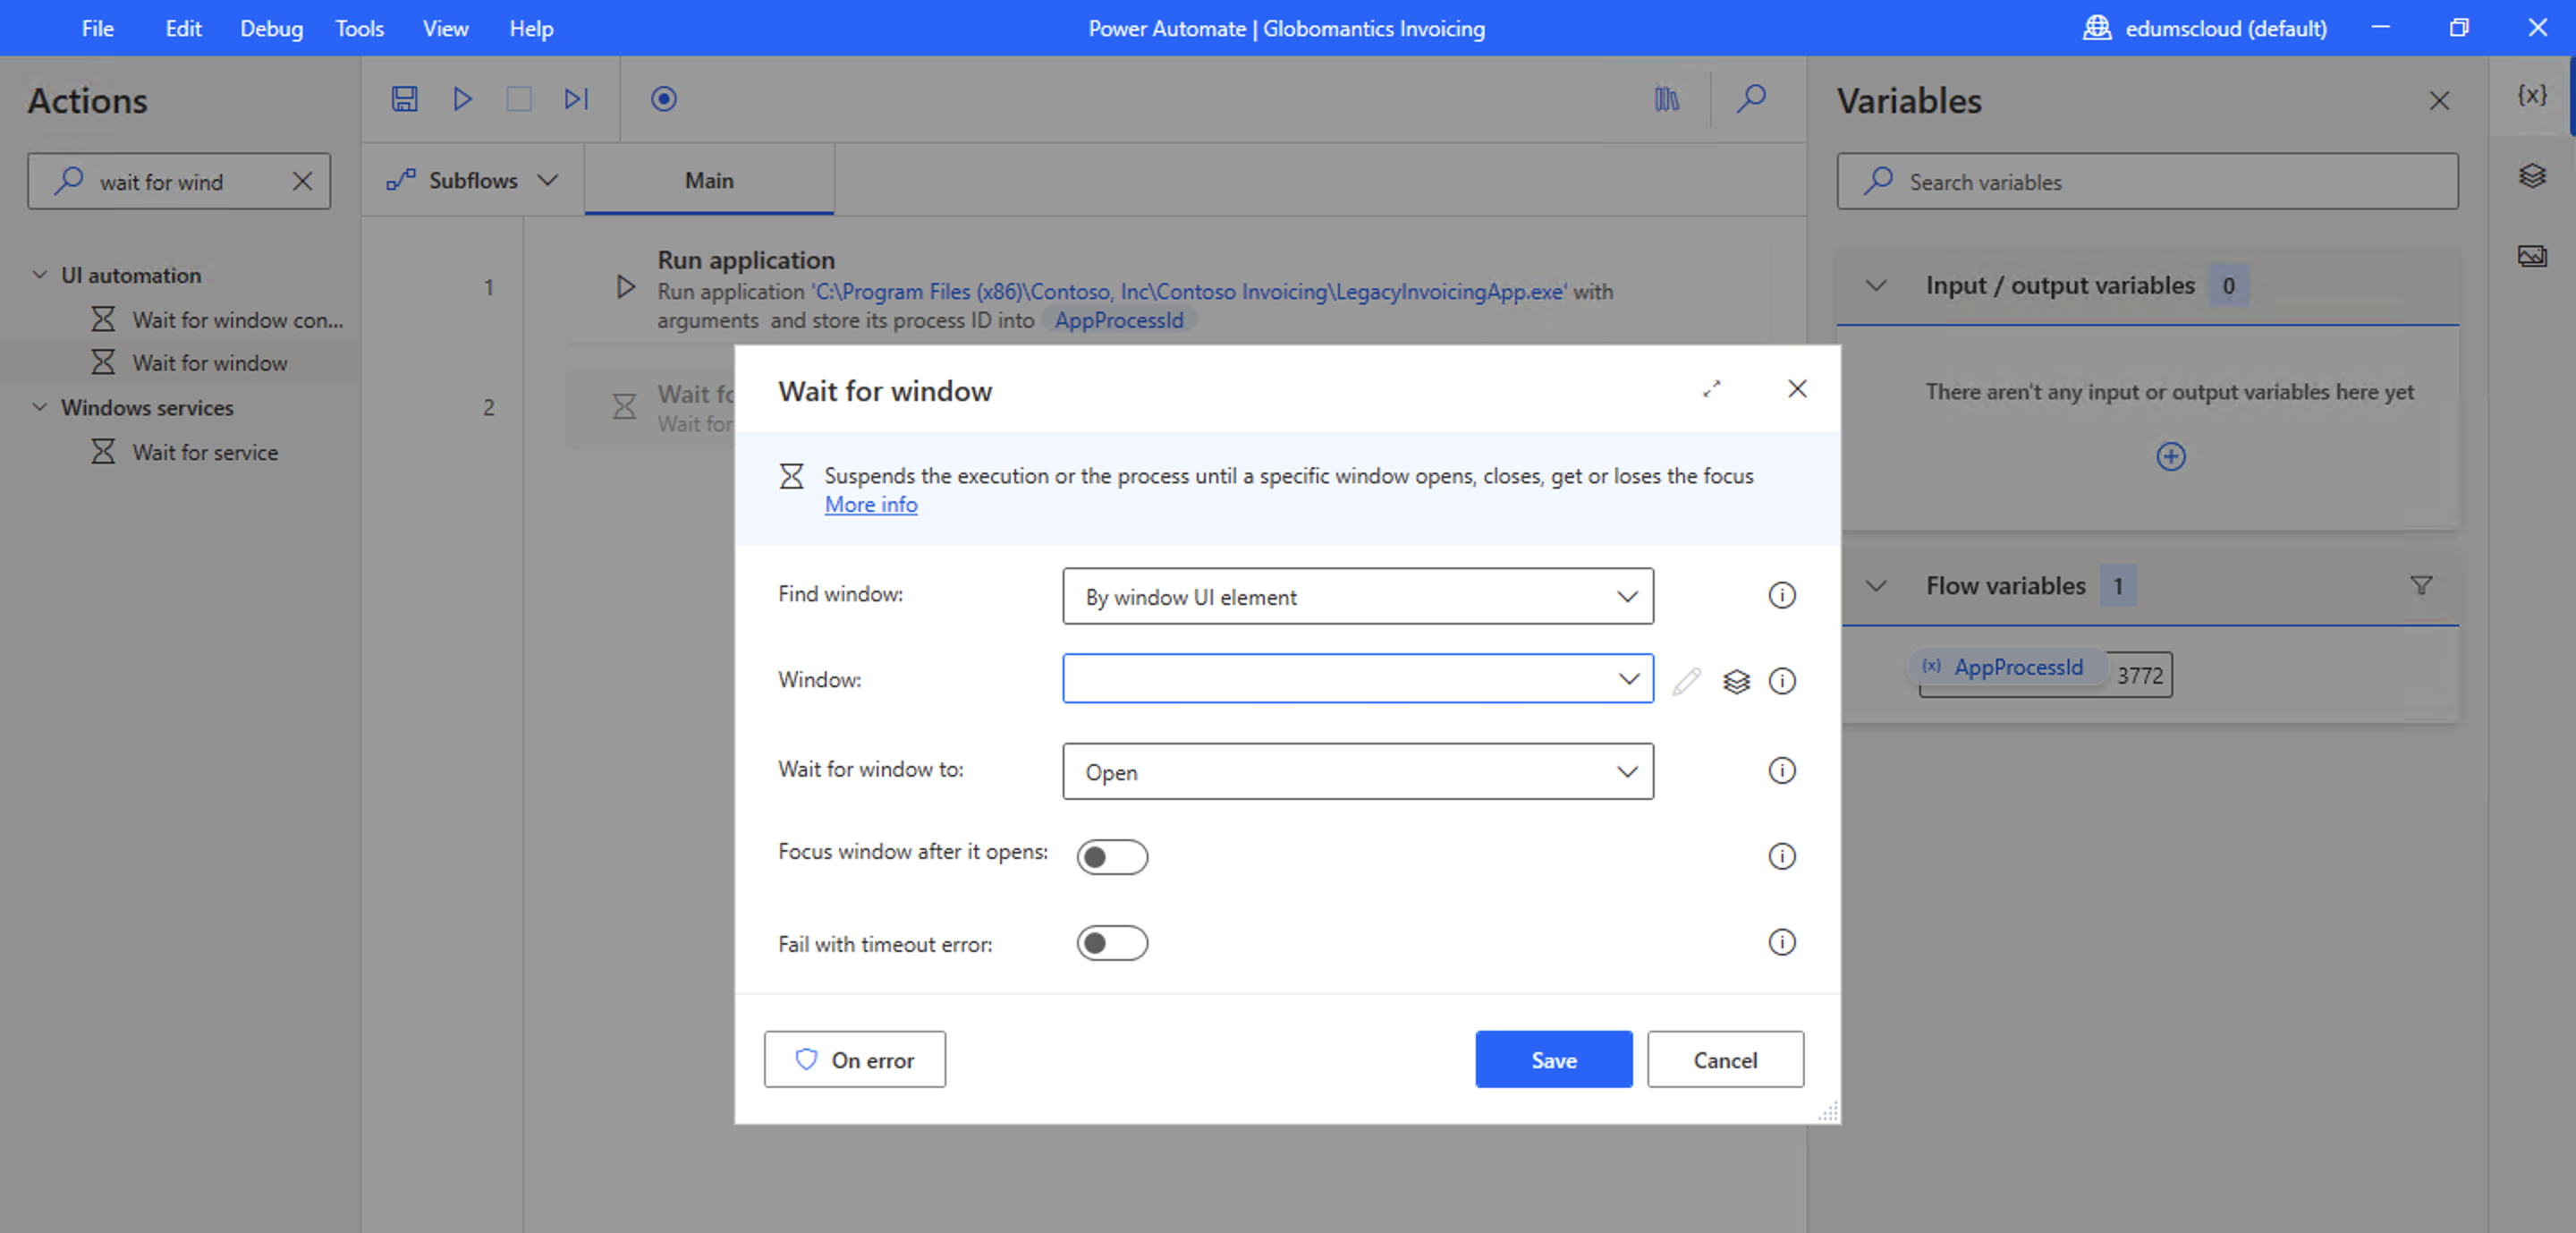 File Edit Debug Tools View Help Power Automate | Globomantics Invoicing edumscloud (default)
Actions
wait for wind
UI automation
Wait for window con...
Wait for window
Windows services
Wait for service
Subflows Main
1
Run application
Run application 'C:\Program Files (x86)\Contoso, Inc\Contoso Invoicing\LegacyInvoicingApp.exe' with
arguments and store its process ID into AppProcessId
2
Wait fo
Wait for
Wait for window
Suspends the execution or the process until a specific window opens, closes, get or loses the focus
More info
Find window: By window UI element
Window:
Wait for window to: Open
Focus window after it opens:
Fail with timeout error:
On error Save Cancel
Variables
{x}
Search variables
Input / output variables 0
There aren't any input or output variables here yet
Flow variables 1
(x) AppProcessId 3772